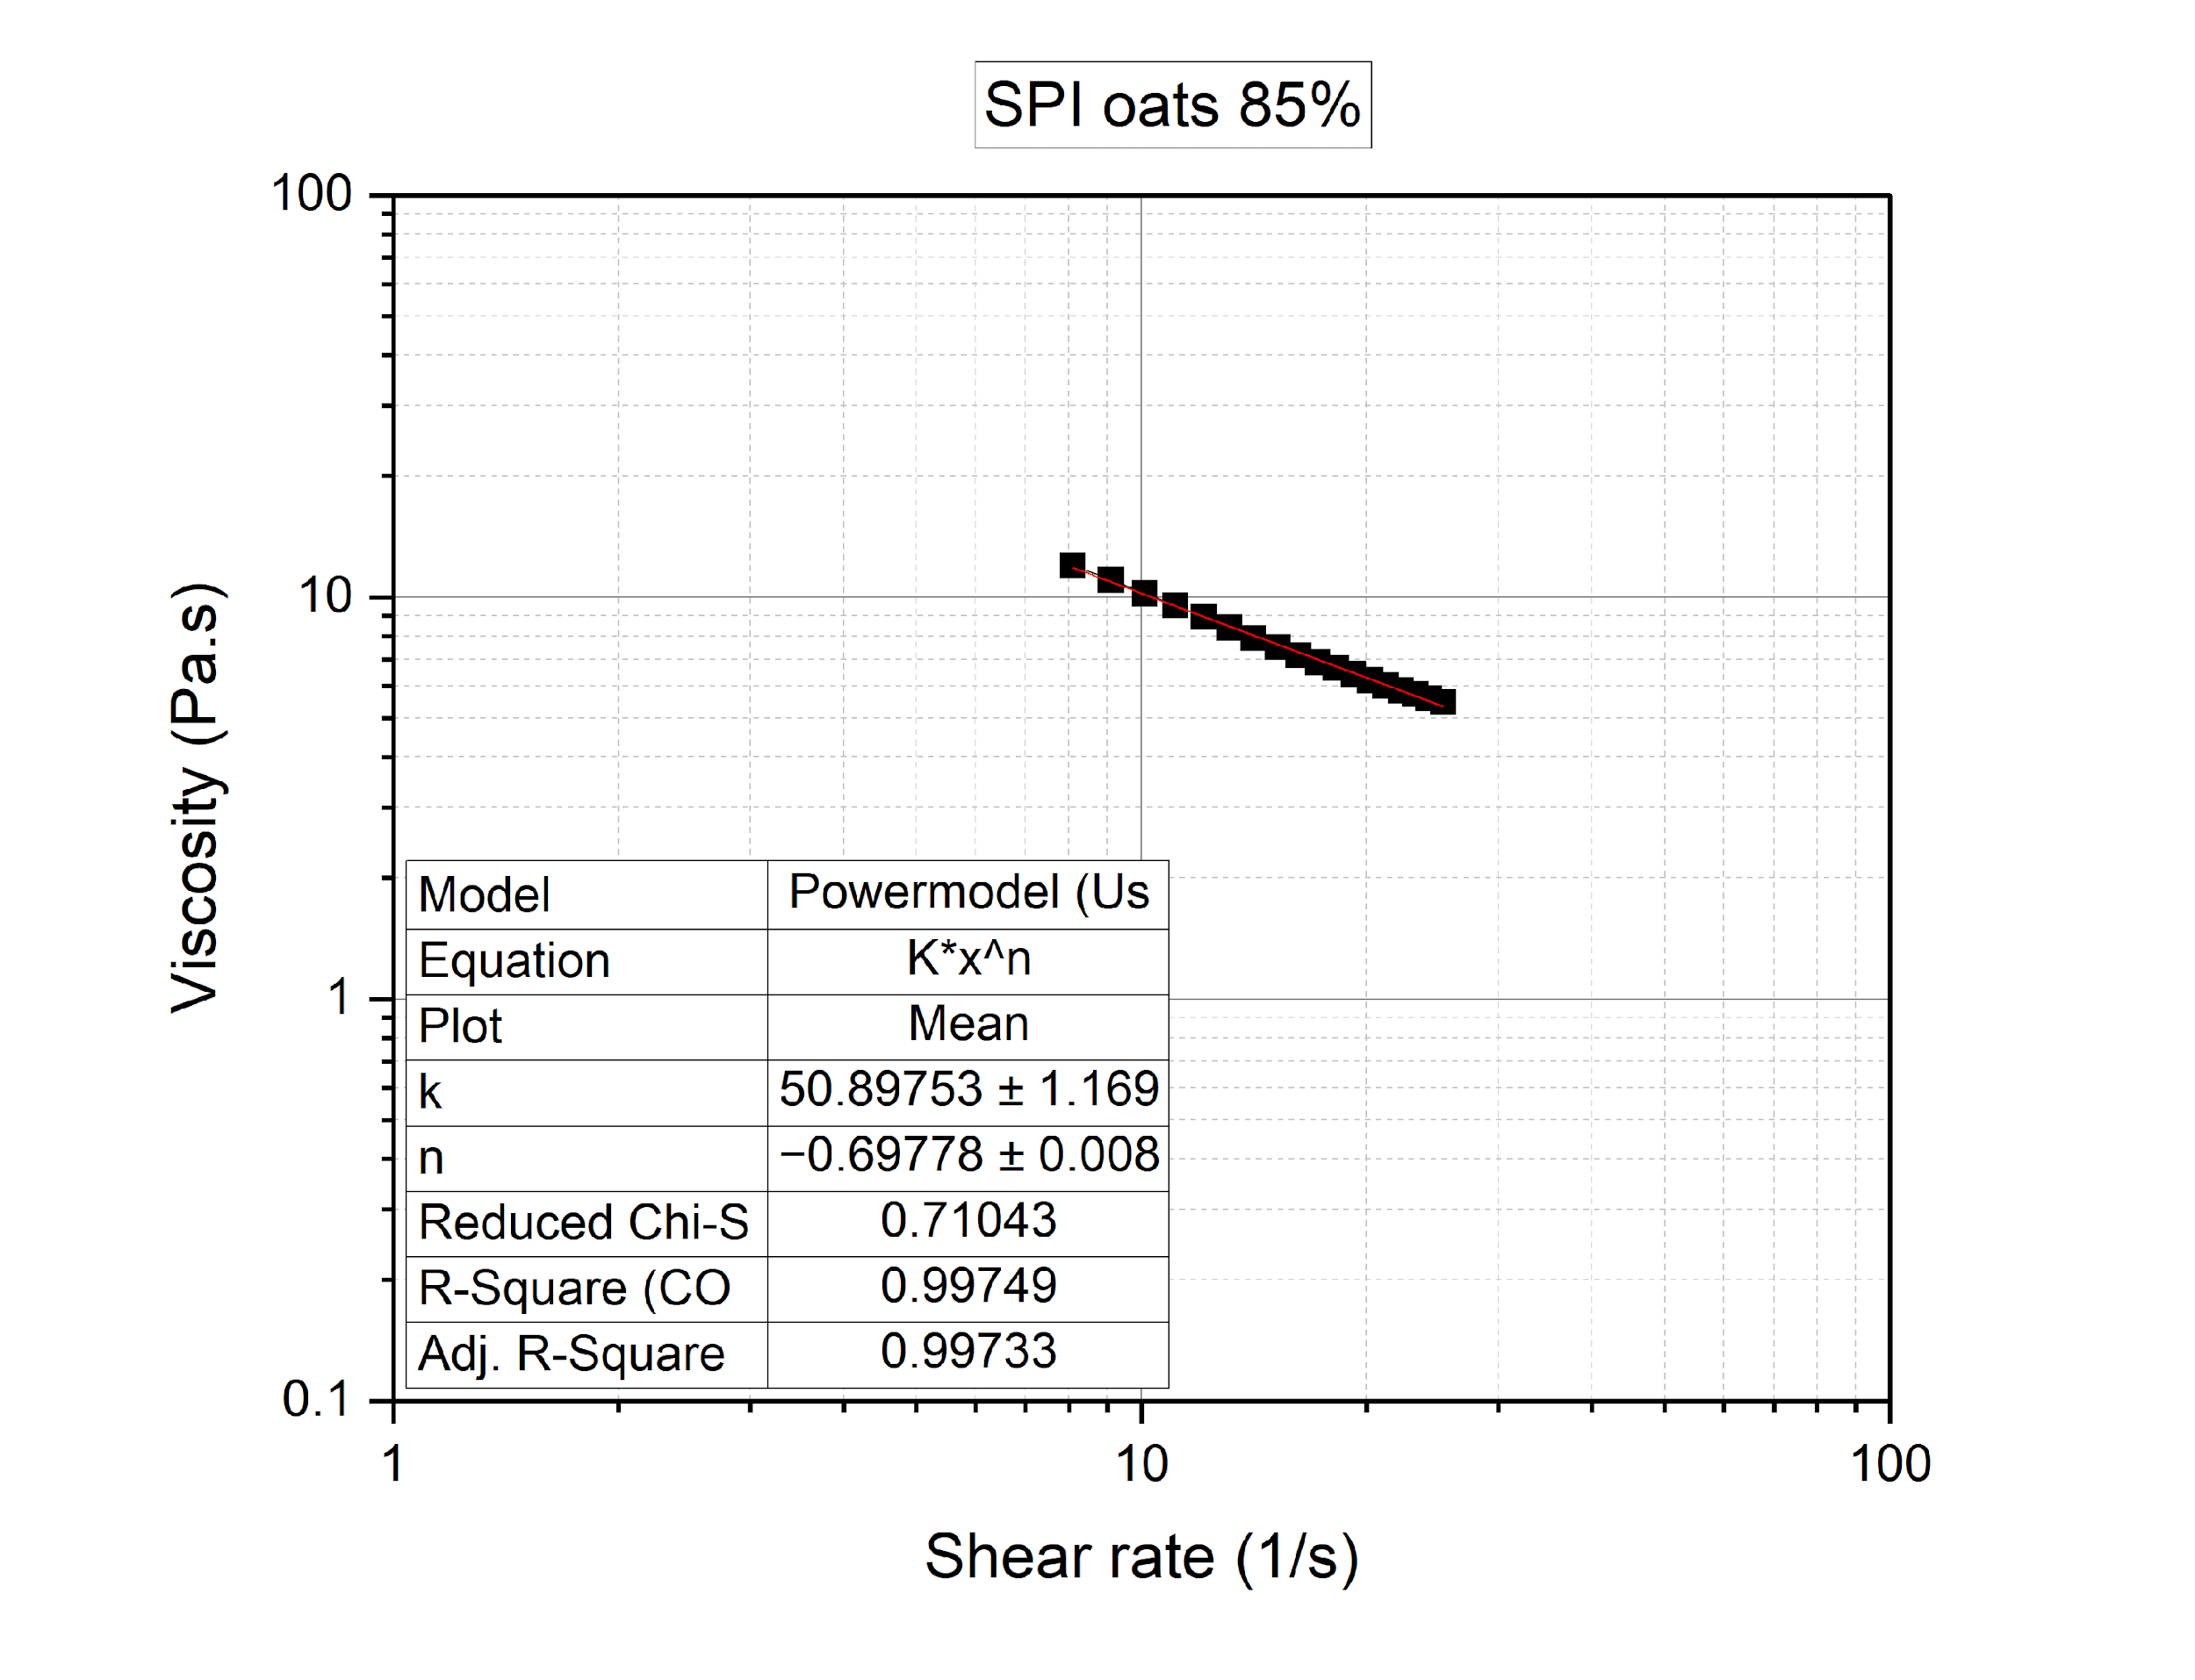 SPI oats 85%
100
10
1
0.1
Viscosity (Pa.s)
Model Powermodel (Us
Equation K*x^n
Plot Mean
k 50.89753 ± 1.169
n −0.69778 ± 0.008
Reduced Chi-S 0.71043
R-Square (CO 0.99749
Adj. R-Square 0.99733
1 10 100
Shear rate (1/s)